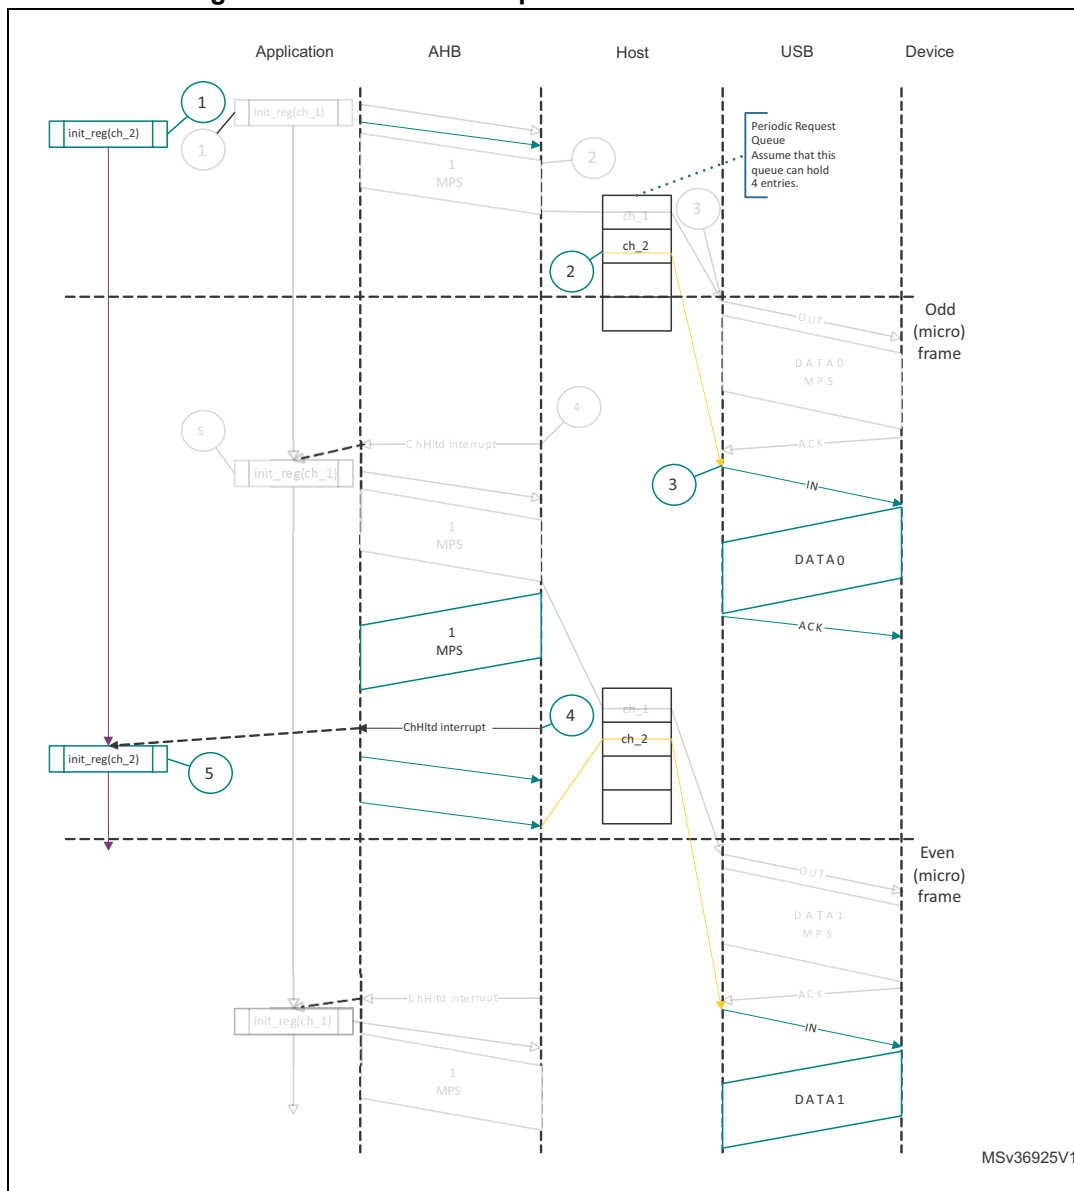 Application
AHB
Host
USB
Device
1
init_reg(ch_1)
init_reg(ch_2)
1
Periodic Request
Queue
Assume that this
queue can hold
4 entries.
2
1
MPS
3
ch_1
ch_2
2
Odd
(micro)
frame
OUT
DATA0
MPS
4
5
ChHltd interrupt
ACK
init_reg(ch_1)
3
IN
1
MPS
DATA0
1
MPS
ACK
ch_1
4
ChHltd interrupt
ch_2
init_reg(ch_2)
5
Even
(micro)
frame
OUT
DATA1
MPS
ChHltd interrupt
ACK
init_reg(ch_1)
IN
1
MPS
DATA1
MSv36925V1